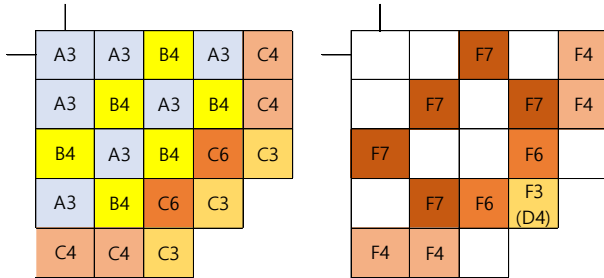 A3 A3 B4 A3 C4
A3 B4 A3 B4 C4
B4 A3 B4 C6 C3
A3 B4 C6 C3
C4 C4 C3
F7 F4
F7 F7 F4
F7 F6
F7 F6 F3
(D4)
F4 F4